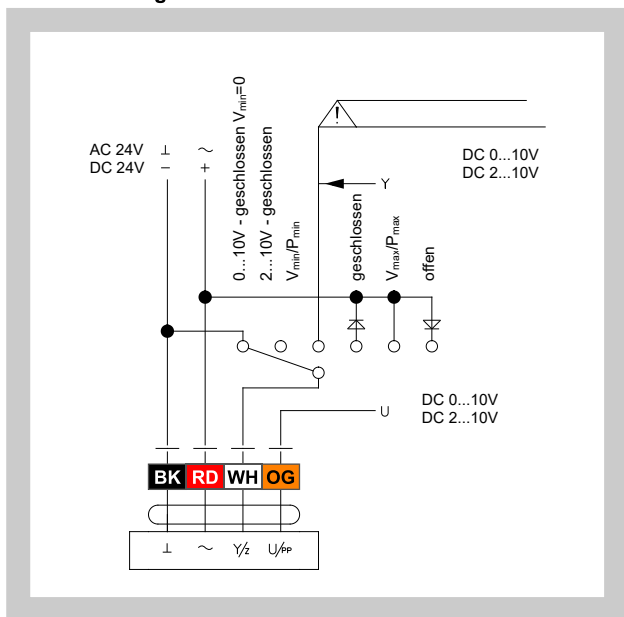 !
AC 24V ⊥ ~
DC 24V − +
0...10V - geschlossen Vmin=0
2...10V - geschlossen
Vmin/Pmin
DC 0...10V
DC 2...10V
Y
geschlossen
Vmax/Pmax
offen
DC 0...10V
DC 2...10V
U
BK RD WH OG
⊥ ~ Y/Z U/PP